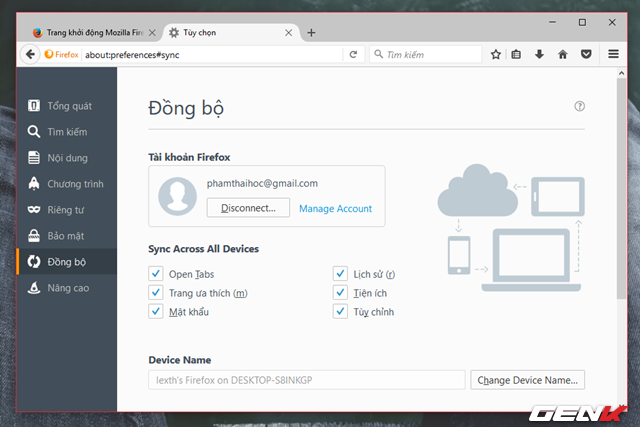 Trang khởi động Mozilla Fire
Tùy chọn
Firefox
about:preferences#sync
Tìm kiếm
Tổng quát
Tìm kiếm
Nội dung
Chương trình
Riêng tư
Bảo mật
Đồng bộ
Nâng cao
Đồng bộ
?
Tài khoản Firefox
phamthaihoc@gmail.com
Disconnect...
Manage Account
Sync Across All Devices
Open Tabs
Lịch sử (r)
Trang ưa thích (m)
Tiện ích
Mật khẩu
Tùy chỉnh
Device Name
lexth's Firefox on DESKTOP-S8INKGP
Change Device Name...
GENK